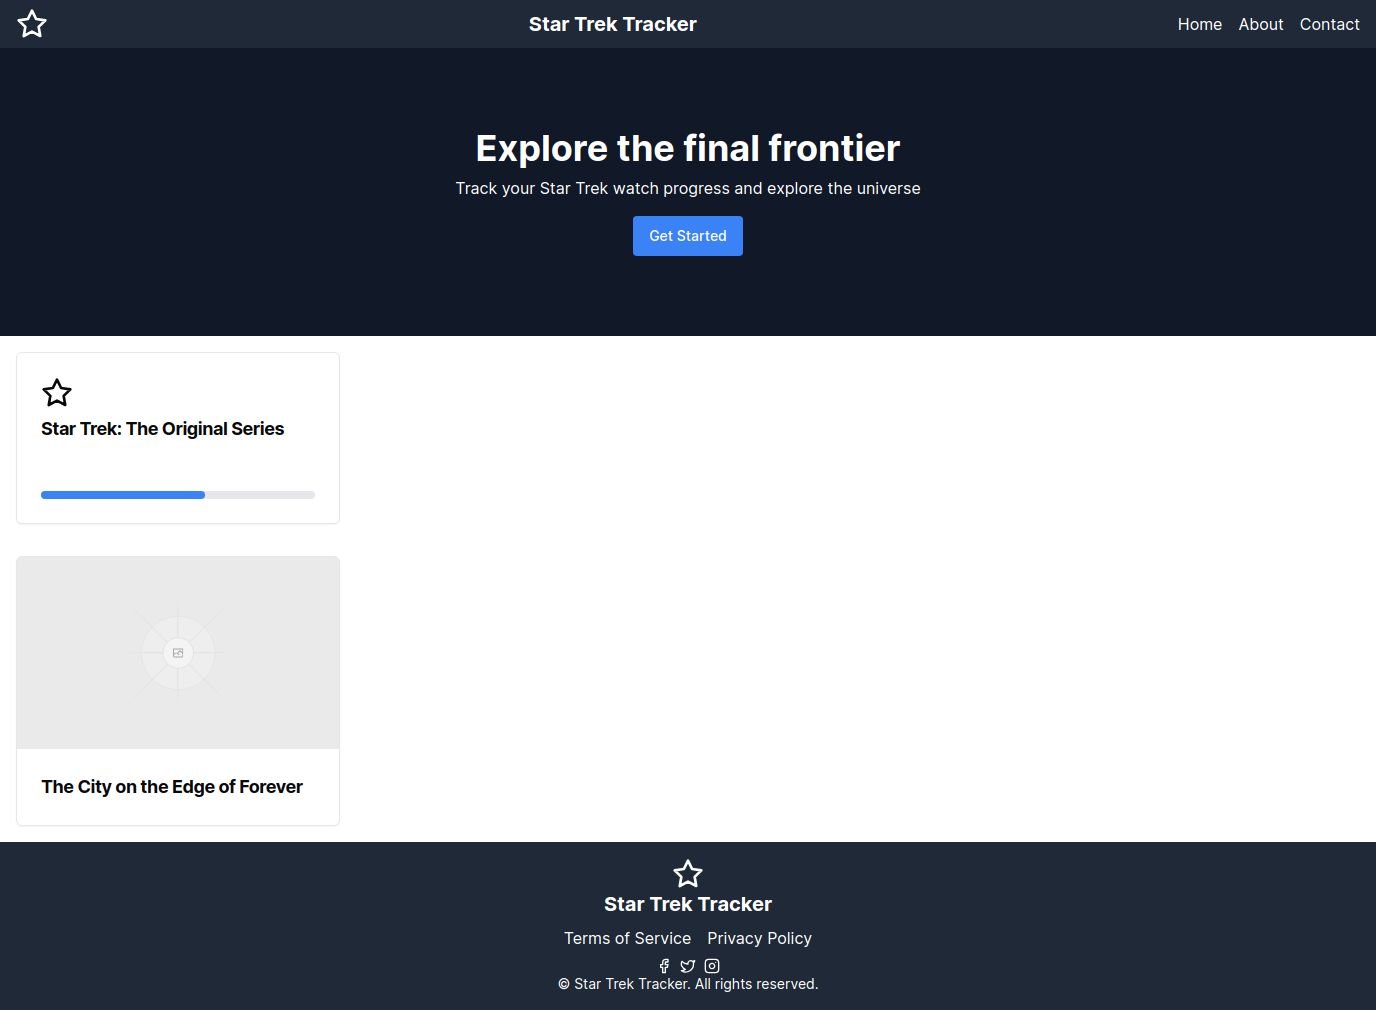 Star Trek Tracker
Home About Contact
Explore the final frontier
Track your Star Trek watch progress and explore the universe
Get Started
Star Trek: The Original Series
The City on the Edge of Forever
Star Trek Tracker
Terms of Service Privacy Policy
© Star Trek Tracker. All rights reserved.